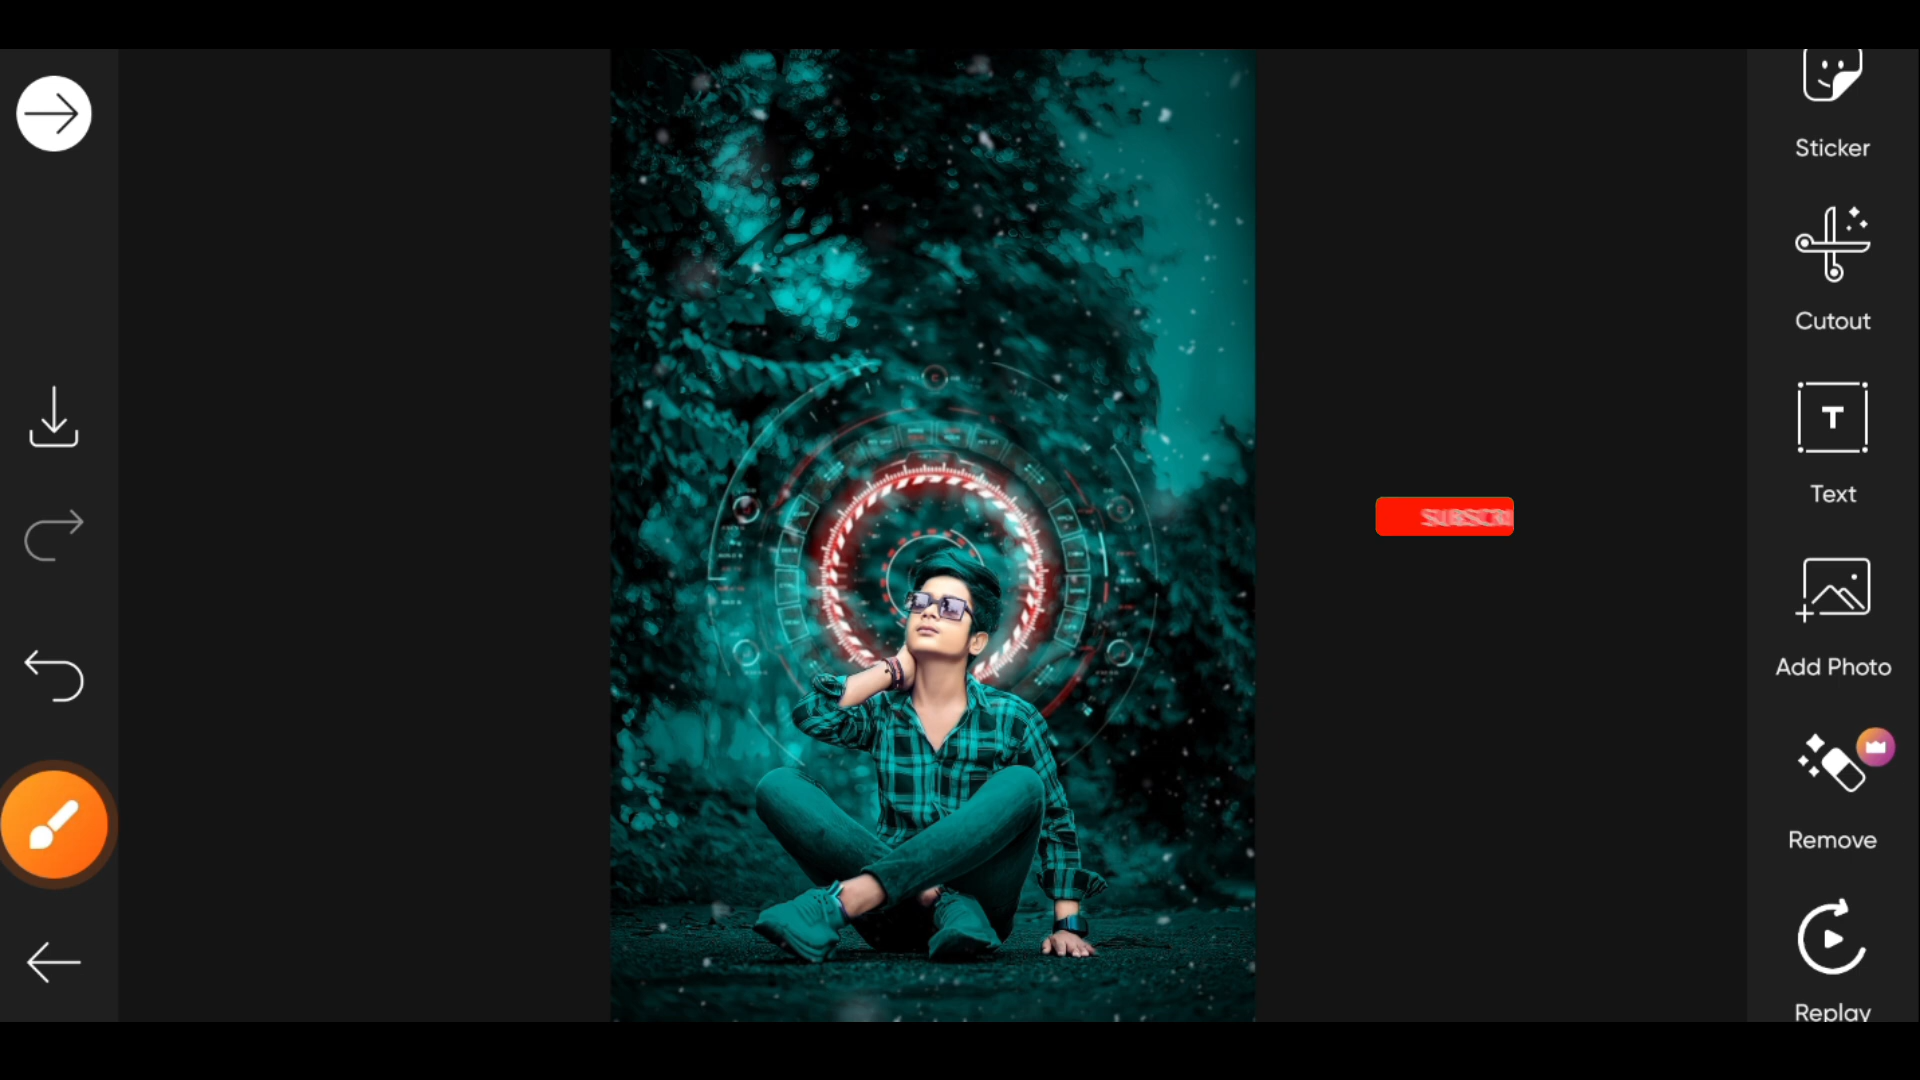 Sticker
Cutout
T
Text
Add Photo
Remove
Replay